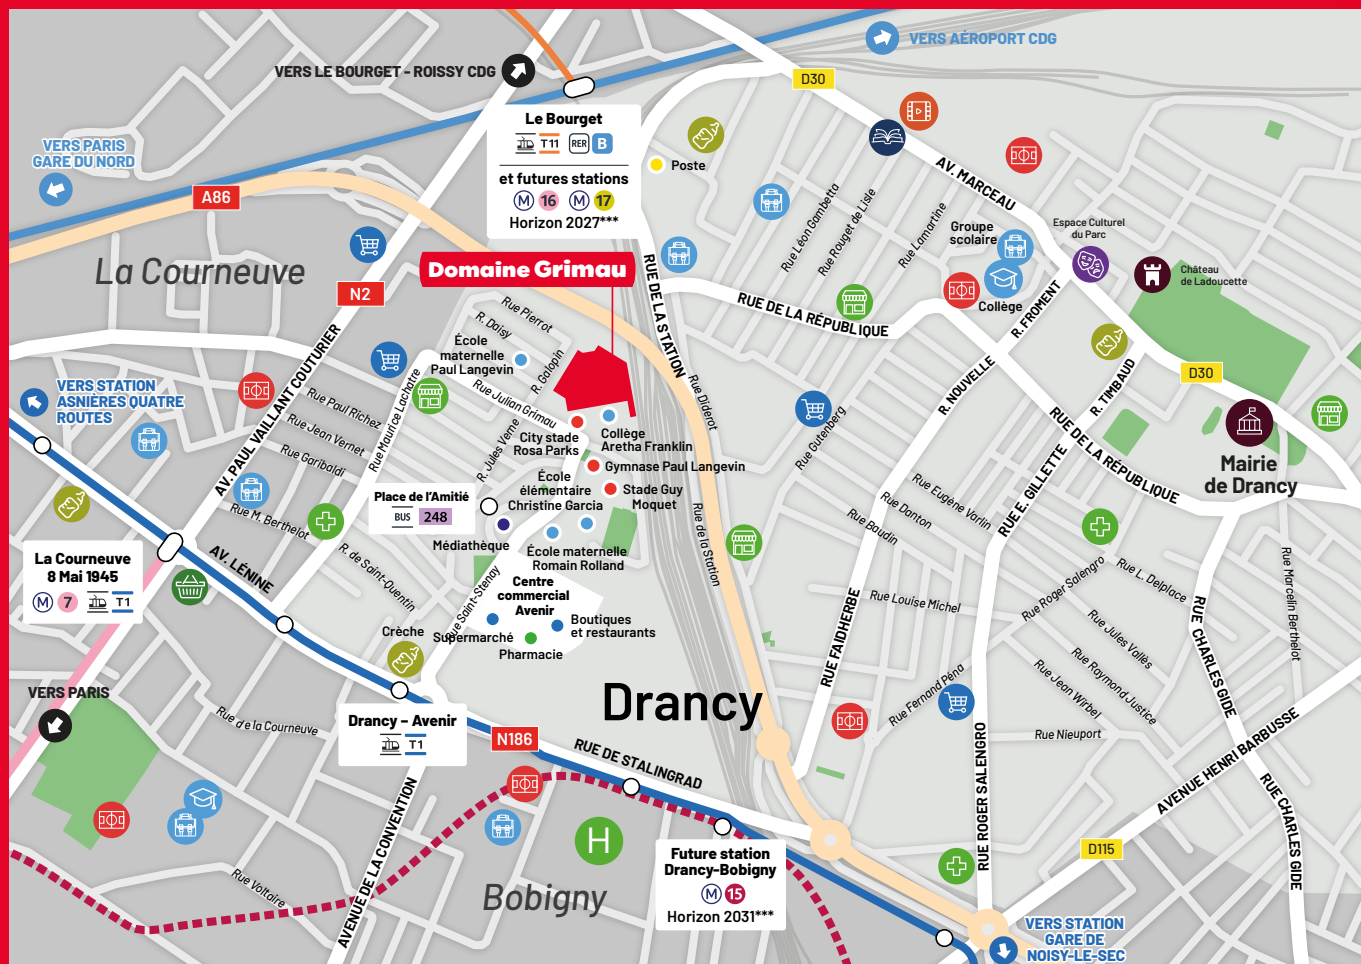 VERS AÉROPORT CDG
VERS LE BOURGET - ROISSY CDG
D30
Le Bourget
T11
RER
B
et futures stations
M
16
M
17
Horizon 2027***
Poste
VERS PARIS
GARE DU NORD
A86
AV. MARCEAU
Rue Léon Gambetta
Rue Rouget de Lisle
Rue Lamartine
Groupe
scolaire
Collège
Espace Culturel
du Parc
Château
de Ladoucette
La Courneuve
Domaine Grimau
N2
RUE DE LA STATION
RUE DE LA RÉPUBLIQUE
R. FROMENT
R. NOUVELLE
R. TIMBAUD
D30
Rue Pierrot
R. Daisy
École
maternelle
Paul Langevin
R. Galopin
Rue Julian Grimau
AV. PAUL VAILLANT COUTURIER
Rue Maurice Lachatre
VERS STATION
ASNIÈRES QUATRE
ROUTES
Rue Paul Richez
Rue Jean Vernet
Rue Garibaldi
Rue M. Berthelot
R. Jules Verne
City stade
Rosa Parks
Collège
Aretha Franklin
Gymnase Paul Langevin
École
élémentaire
Christine Garcia
Stade Guy
Moquet
Rue Diderot
Rue Gutenberg
RUE DE LA RÉPUBLIQUE
RUE E. GILLETTE
Mairie
de Drancy
Place de l'Amitié
BUS
248
Médiathèque
École maternelle
Romain Rolland
Rue de la Station
Rue Eugène Varlin
Rue Danton
Rue Baudin
La Courneuve
8 Mai 1945
M
7
T1
AV. LÉNINE
R. de Saint-Quentin
Rue Saint-Stenay
Centre
commercial
Avenir
Supermarché
Boutiques
et restaurants
Pharmacie
Crèche
Rue Louise Michel
Rue Roger Salengro
Rue L. Delplace
Rue Marcelin Berthelot
RUE FAIDHERBE
Rue Jules Vallès
Rue Raymond Justice
Rue Jean Wirbel
RUE CHARLES GIDE
Rue Fernand Péna
Rue Nieuport
VERS PARIS
Rue de la Courneuve
Drancy – Avenir
T1
N186
Drancy
RUE DE STALINGRAD
AVENUE HENRI BARBUSSE
RUE ROGER SALENGRO
RUE CHARLES GIDE
AVENUE DE LA CONVENTION
Rue Voltaire
Bobigny
H
Future station
Drancy-Bobigny
M
15
Horizon 2031***
D115
VERS STATION
GARE DE
NOISY-LE-SEC